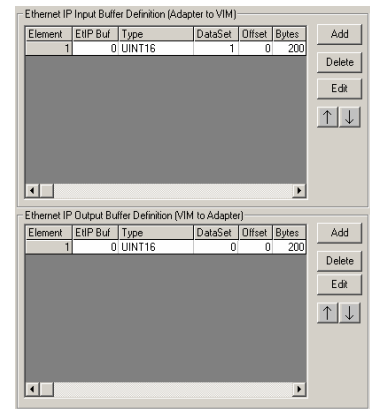 Ethernet IP Input Buffer Definition (Adapter to VIM)
Element EtIP Buf Type DataSet Offset Bytes
1 0 UINT16 1 0 200
Add
Delete
Edit
Ethernet IP Output Buffer Definition (VIM to Adapter)
Element EtIP Buf Type DataSet Offset Bytes
1 0 UINT16 0 0 200
Add
Delete
Edit